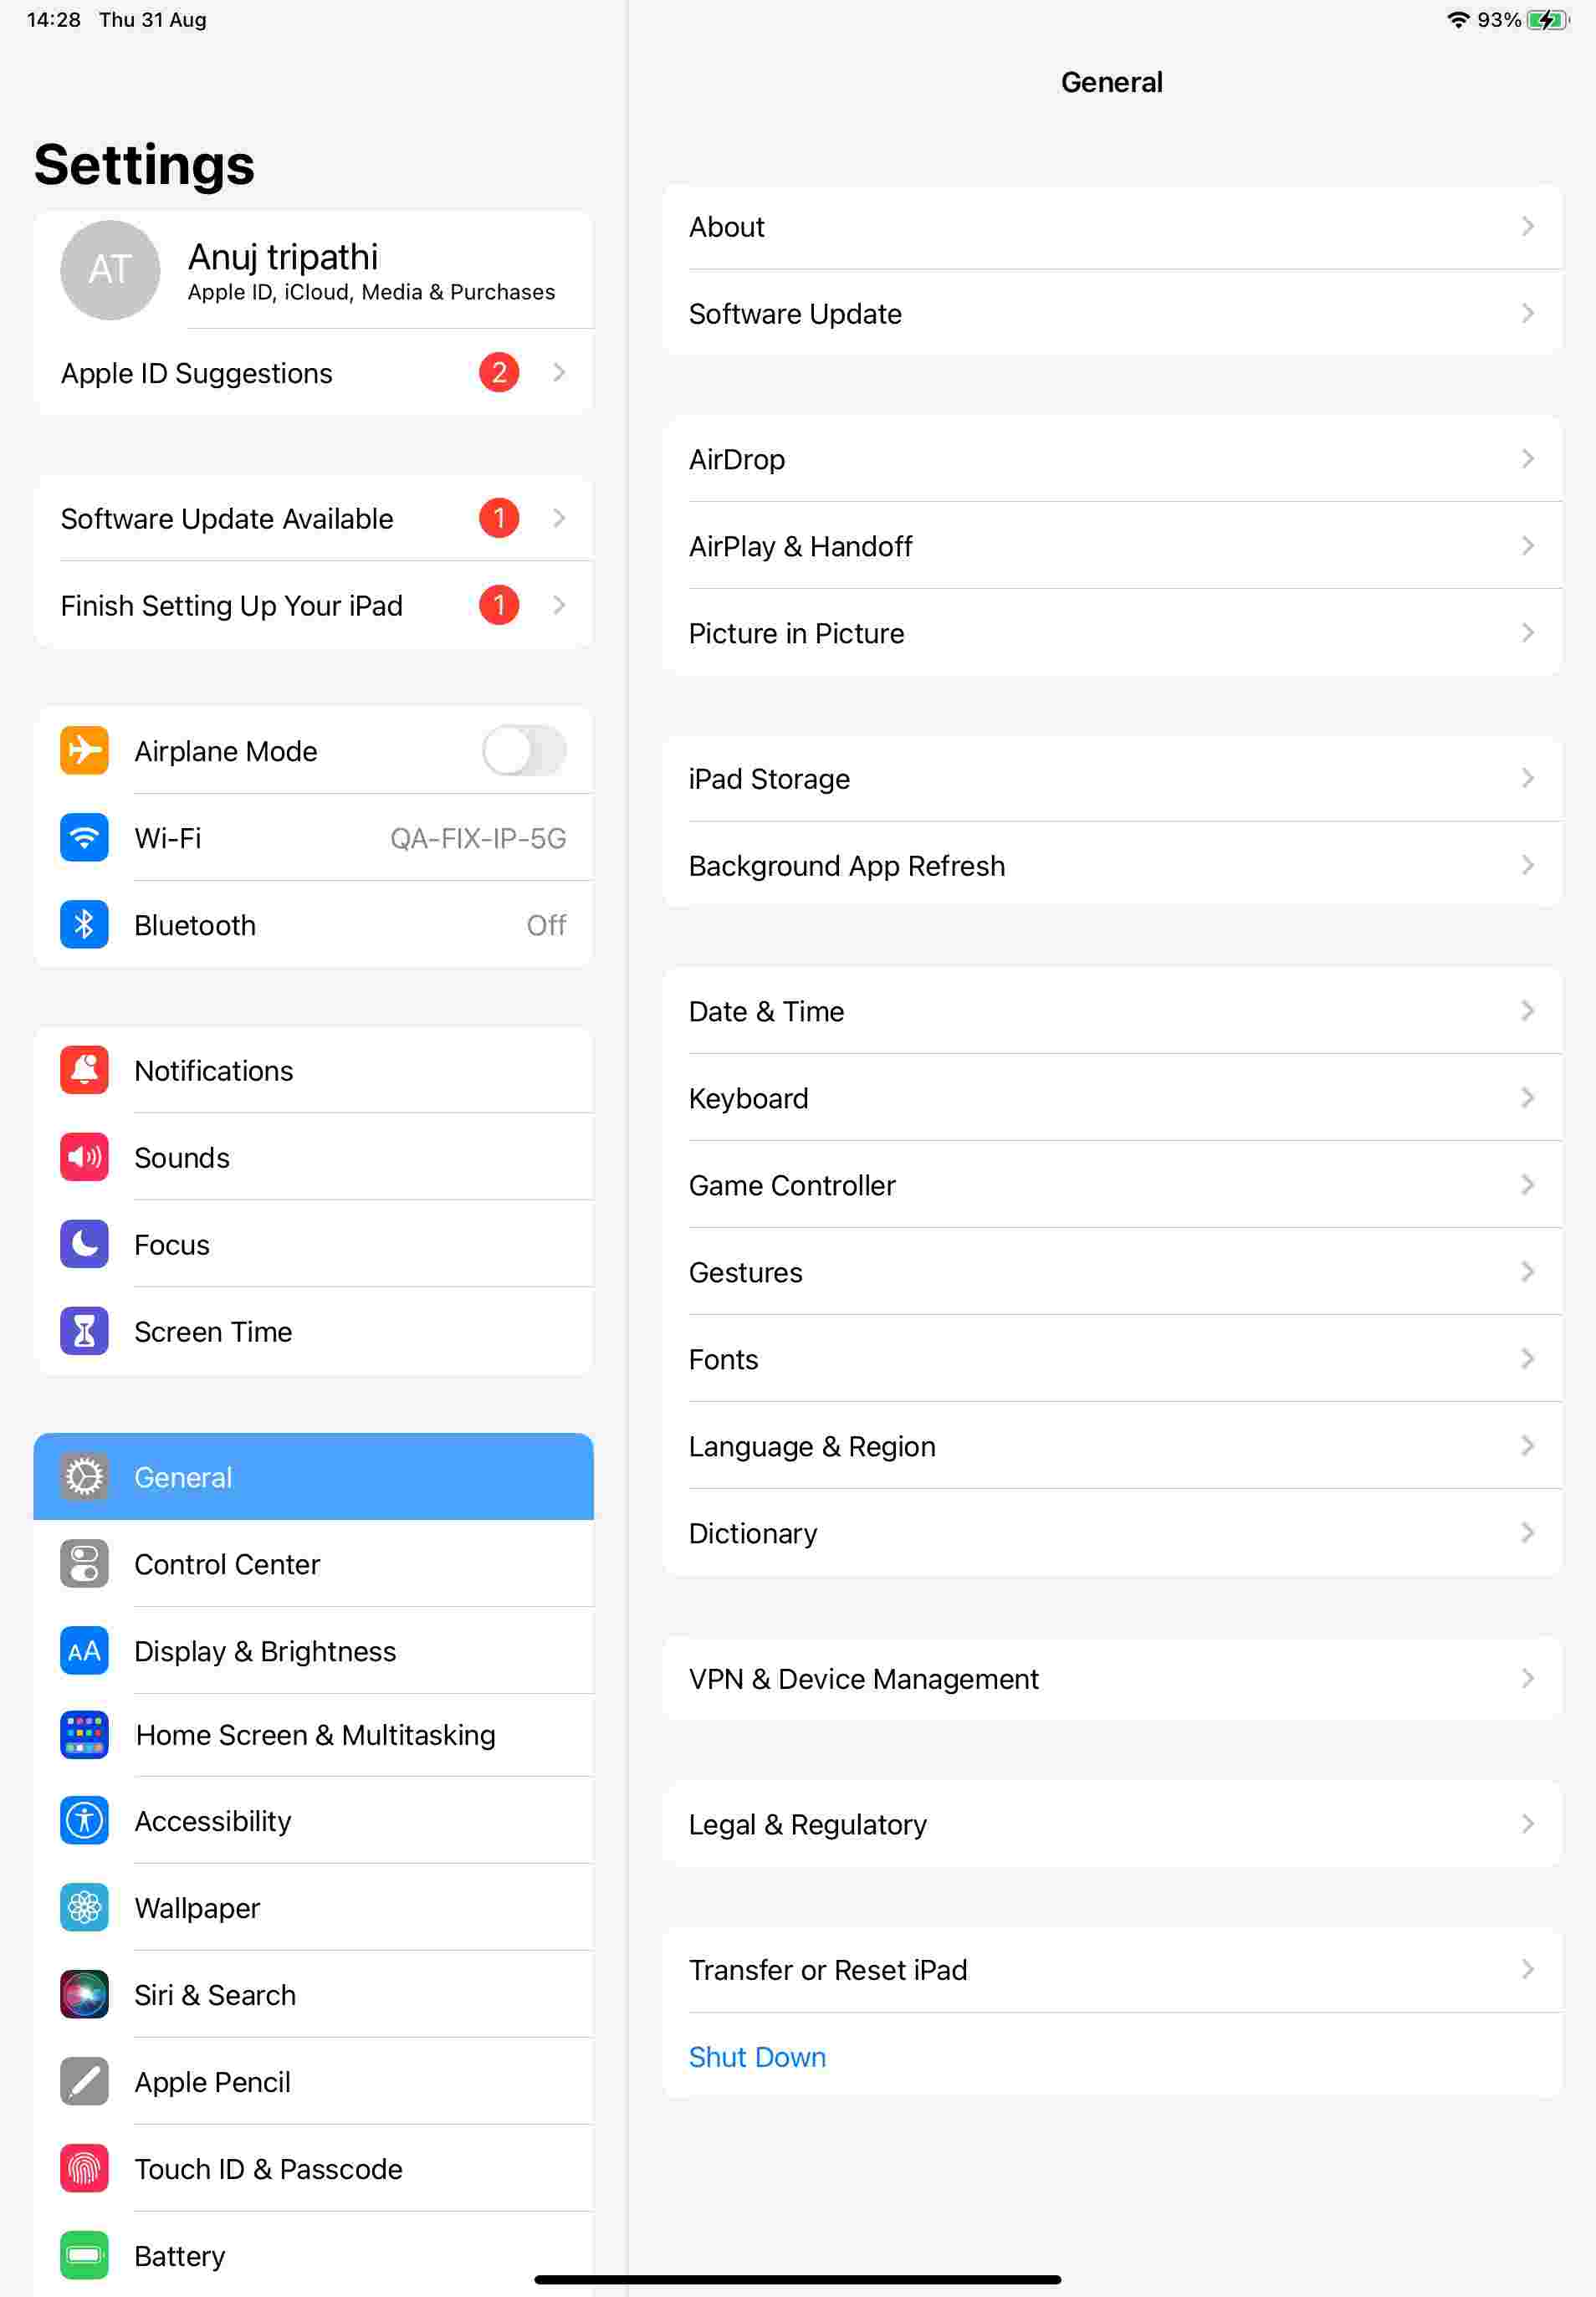 14:28 Thu 31 Aug
93%
Settings
AT
Anuj tripathi
Apple ID, iCloud, Media & Purchases
Apple ID Suggestions 2
Software Update Available 1
Finish Setting Up Your iPad 1
Airplane Mode
Wi-Fi QA-FIX-IP-5G
Bluetooth Off
Notifications
Sounds
Focus
Screen Time
General
Control Center
AA Display & Brightness
Home Screen & Multitasking
Accessibility
Wallpaper
Siri & Search
Apple Pencil
Touch ID & Passcode
Battery
General
About
Software Update
AirDrop
AirPlay & Handoff
Picture in Picture
iPad Storage
Background App Refresh
Date & Time
Keyboard
Game Controller
Gestures
Fonts
Language & Region
Dictionary
VPN & Device Management
Legal & Regulatory
Transfer or Reset iPad
Shut Down